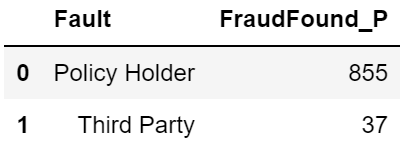 Fault FraudFound_P
0 Policy Holder 855
1 Third Party 37